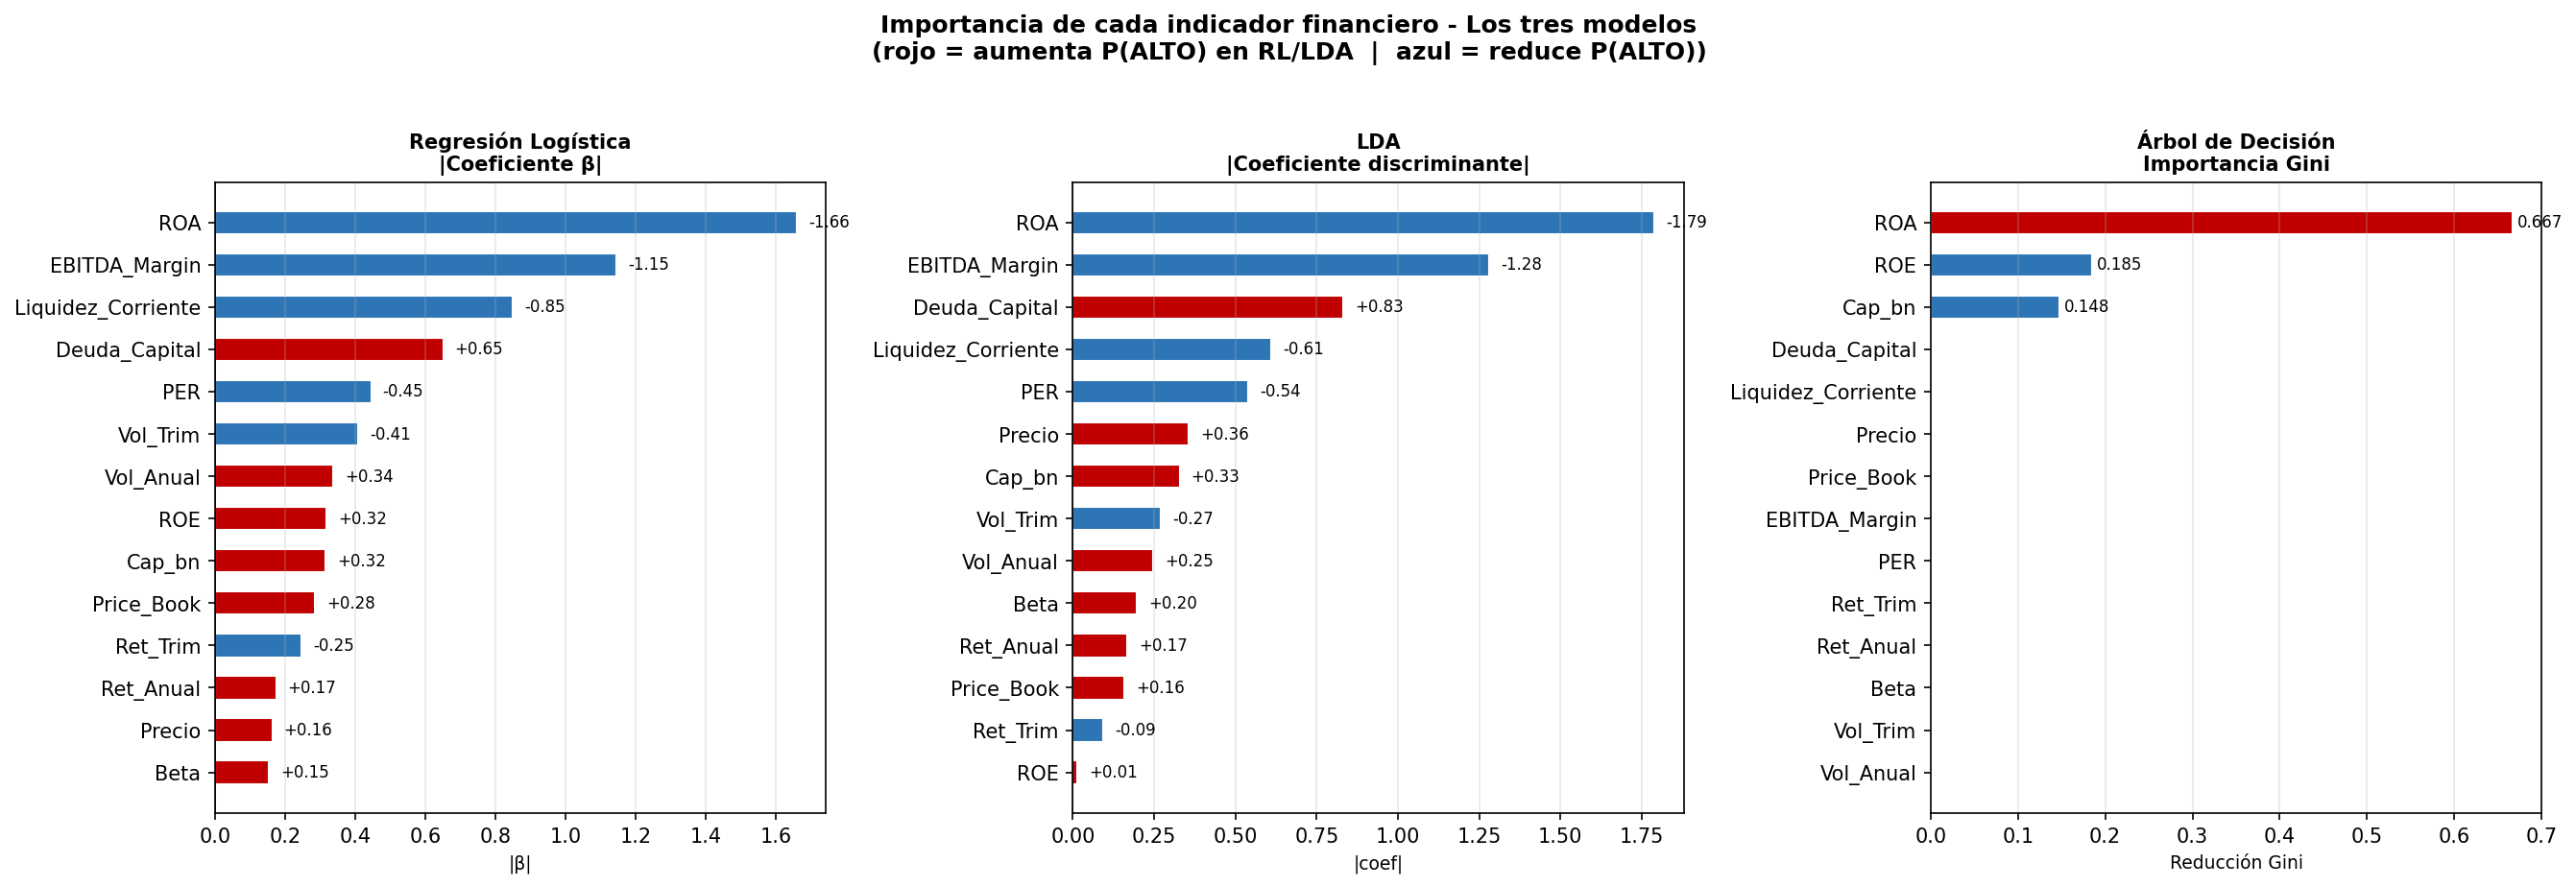 Importancia de cada indicador financiero - Los tres modelos
(rojo = aumenta P(ALTO) en RL/LDA | azul = reduce P(ALTO))
Regresión Logística
|Coeficiente β|
ROA -1.66
EBITDA_Margin -1.15
Liquidez_Corriente -0.85
Deuda_Capital +0.65
PER -0.45
Vol_Trim -0.41
Vol_Anual +0.34
ROE +0.32
Cap_bn +0.32
Price_Book +0.28
Ret_Trim -0.25
Ret_Anual +0.17
Precio +0.16
Beta +0.15
0.0 0.2 0.4 0.6 0.8 1.0 1.2 1.4 1.6
|β|
LDA
|Coeficiente discriminante|
ROA -1.79
EBITDA_Margin -1.28
Deuda_Capital +0.83
Liquidez_Corriente -0.61
PER -0.54
Precio +0.36
Cap_bn +0.33
Vol_Trim -0.27
Vol_Anual +0.25
Beta +0.20
Ret_Anual +0.17
Price_Book +0.16
Ret_Trim -0.09
ROE +0.01
0.00 0.25 0.50 0.75 1.00 1.25 1.50 1.75
|coef|
Árbol de Decisión
Importancia Gini
ROA 0.667
ROE 0.185
Cap_bn 0.148
Deuda_Capital
Liquidez_Corriente
Precio
Price_Book
EBITDA_Margin
PER
Ret_Trim
Ret_Anual
Beta
Vol_Trim
Vol_Anual
0.0 0.1 0.2 0.3 0.4 0.5 0.6 0.7
Reducción Gini